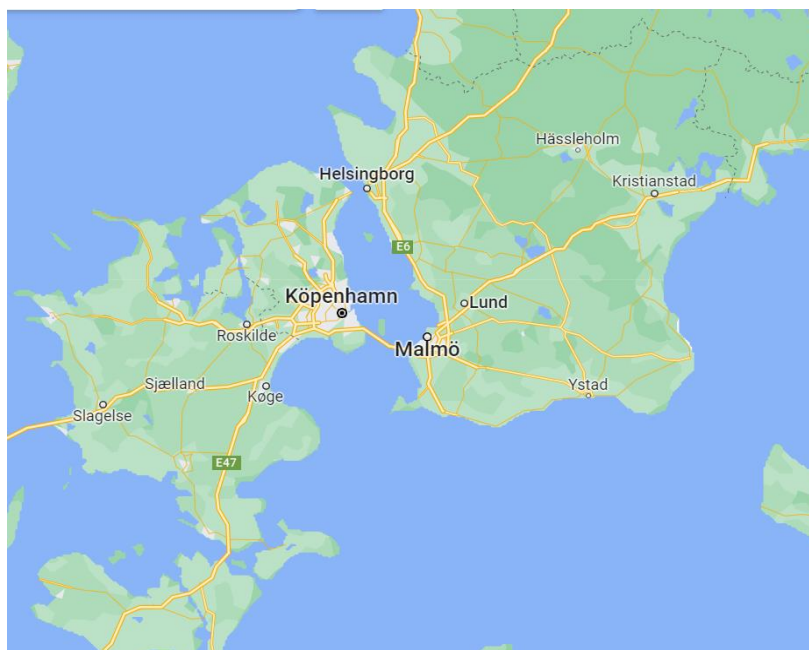 Hässleholm
Helsingborg
Kristianstad
E6
Köpenhamn
Lund
Roskilde
Malmö
Sjælland
Køge
Ystad
Slagelse
E47